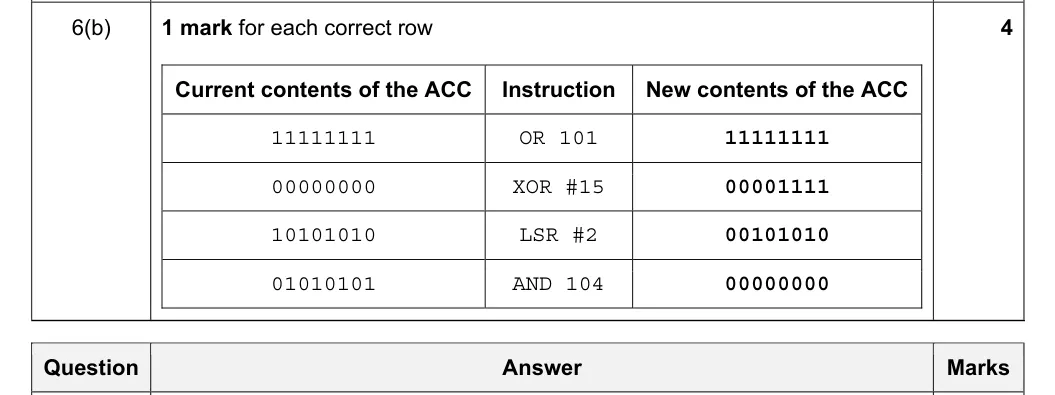 6(b) 1 mark for each correct row 4
Current contents of the ACC Instruction New contents of the ACC
11111111 OR 101 11111111
00000000 XOR #15 00001111
10101010 LSR #2 00101010
01010101 AND 104 00000000
Question Answer Marks